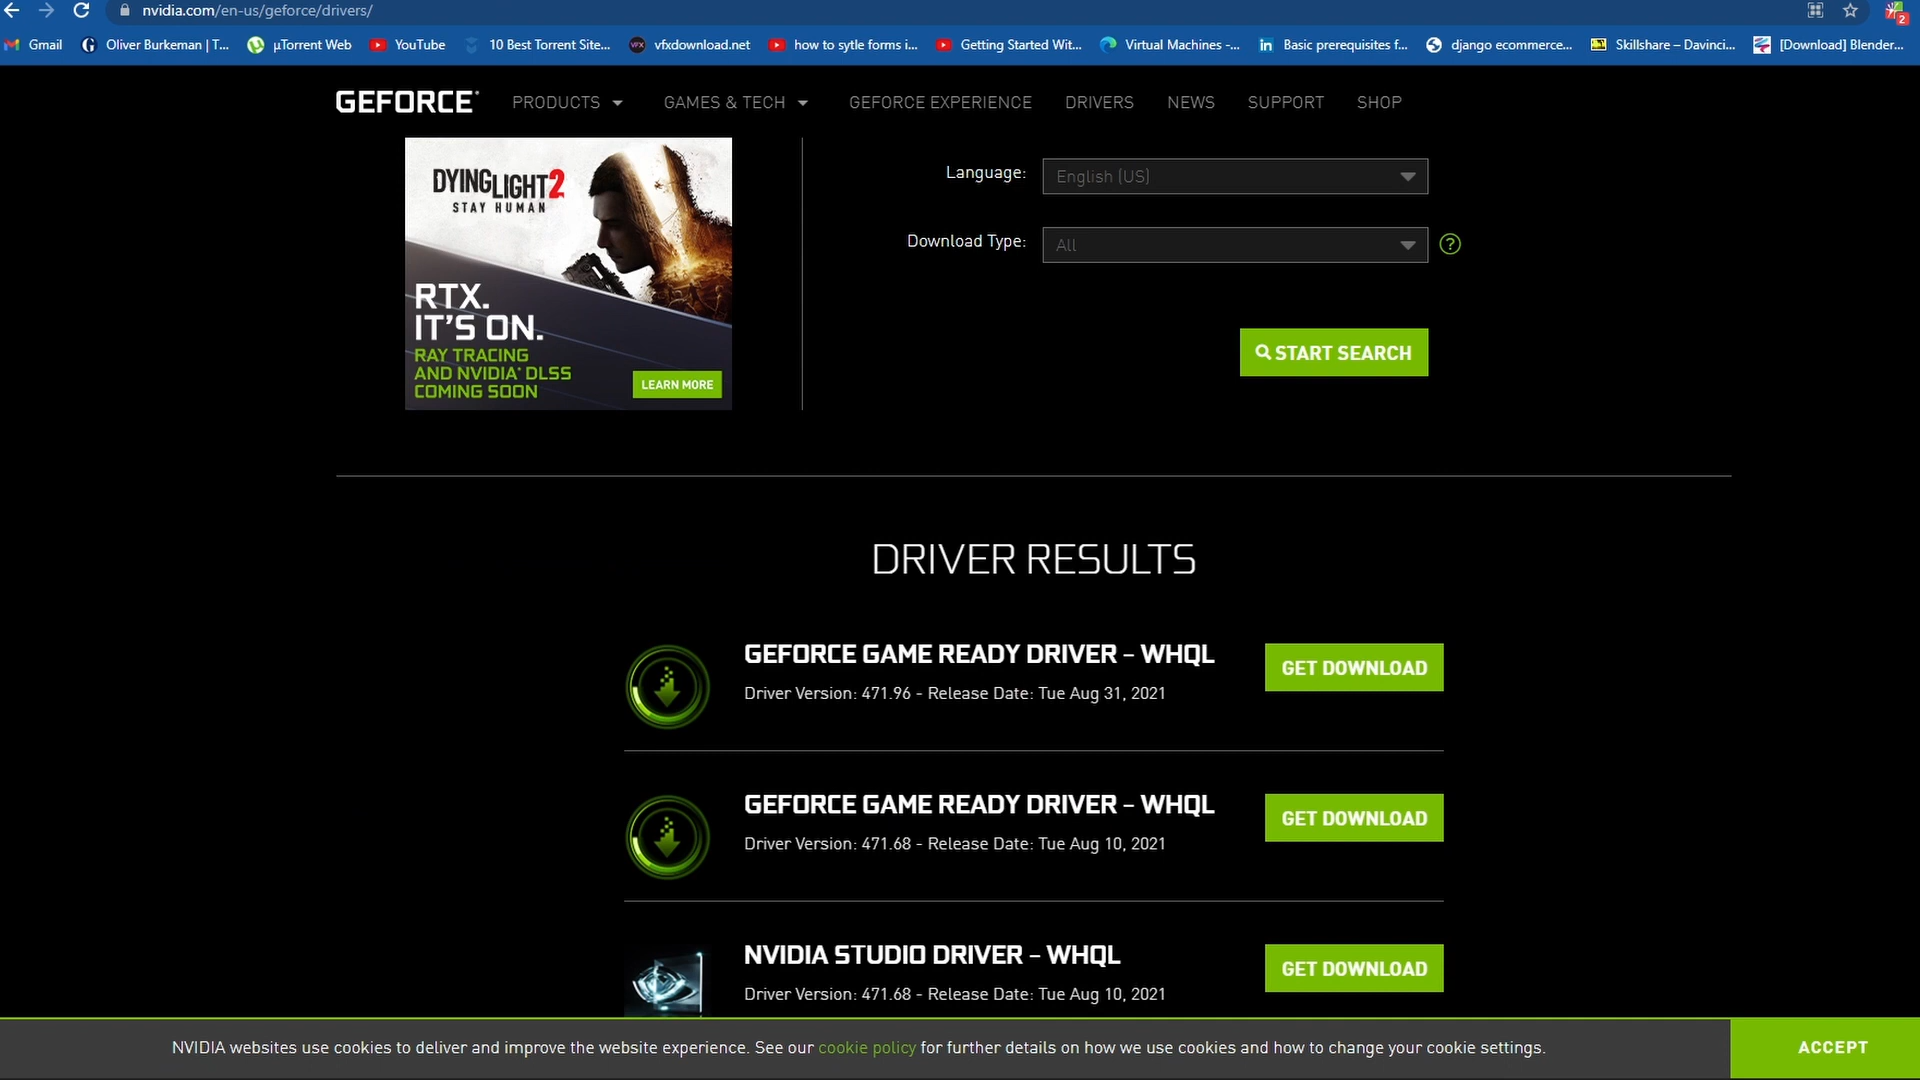 nvidia.com/en-us/geforce/drivers/
2
Gmail
Oliver Burkeman | T...
µTorrent Web
YouTube
10 Best Torrent Site...
VFX
vfxdownload.net
how to sytle forms i...
Getting Started Wit...
Virtual Machines -...
in
Basic prerequisites f...
django ecommerce...
Skillshare – Davinci...
[Download] Blender...
GEFORCE
PRODUCTS
GAMES & TECH
GEFORCE EXPERIENCE
DRIVERS
NEWS
SUPPORT
SHOP
DYING LIGHT 2
STAY HUMAN
RTX.
IT'S ON.
RAY TRACING
AND NVIDIA® DLSS
COMING SOON
LEARN MORE
Language:
English (US)
Download Type:
All
?
START SEARCH
DRIVER RESULTS
GEFORCE GAME READY DRIVER – WHQL
Driver Version: 471.96 - Release Date: Tue Aug 31, 2021
GET DOWNLOAD
GEFORCE GAME READY DRIVER – WHQL
Driver Version: 471.68 - Release Date: Tue Aug 10, 2021
GET DOWNLOAD
NVIDIA STUDIO DRIVER – WHQL
Driver Version: 471.68 - Release Date: Tue Aug 10, 2021
GET DOWNLOAD
NVIDIA websites use cookies to deliver and improve the website experience. See our cookie policy for further details on how we use cookies and how to change your cookie settings.
ACCEPT